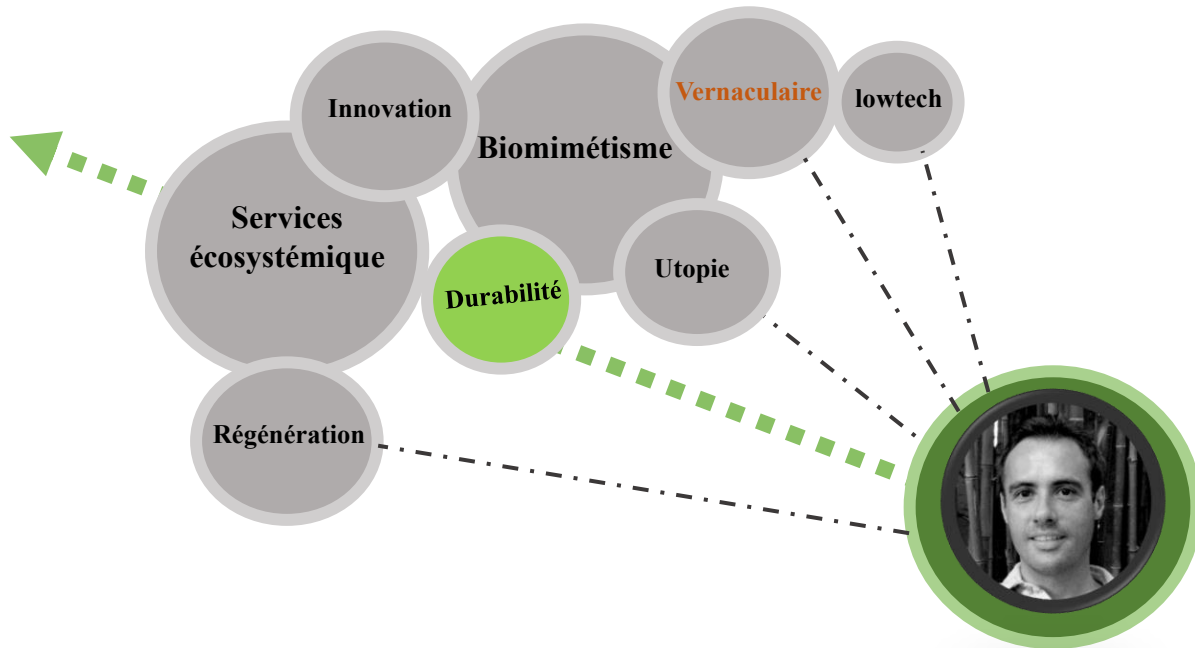 Innovation
Biomimétisme
Vernaculaire
lowtech
Services
écosystémique
Durabilité
Utopie
Régénération